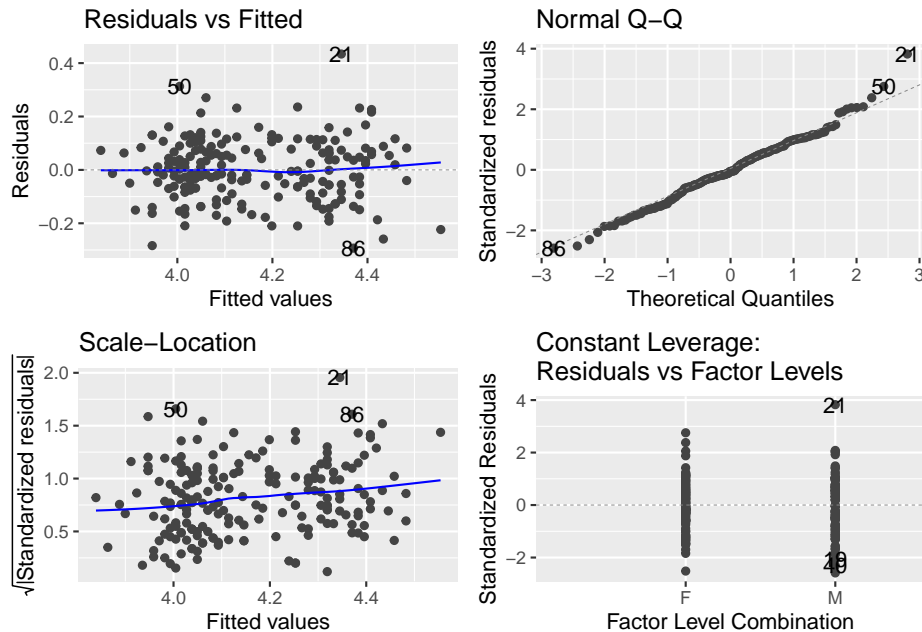 Residuals vs Fitted
0.4
0.2
0.0
−0.2
21
50
86
4.0
4.2
4.4
Fitted values
Residuals
Normal Q−Q
4
2
0
−2
21
50
86
−3
−2
−1
0
1
2
3
Theoretical Quantiles
Standardized residuals
Scale−Location
2.0
1.5
1.0
0.5
21
50
86
4.0
4.2
4.4
Fitted values
√|Standardized residuals|
Constant Leverage:
Residuals vs Factor Levels
4
2
0
−2
21
19
49
F
M
Factor Level Combination
Standardized Residuals